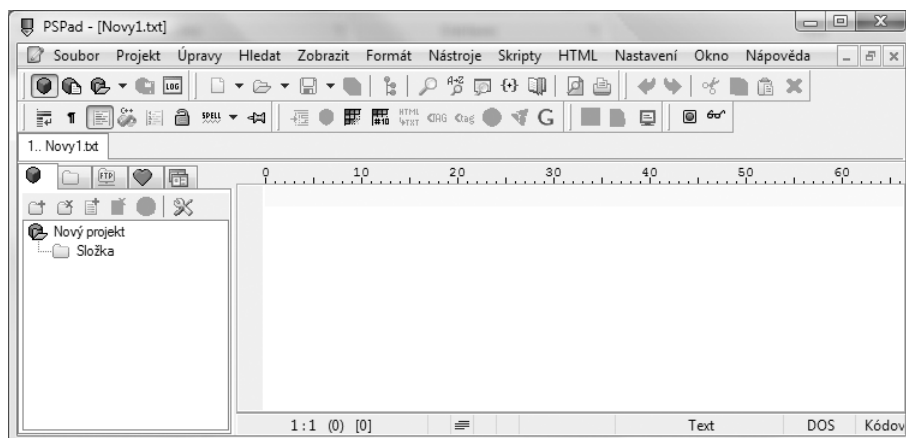 PSPad - [Novy1.txt]
Soubor Projekt Úpravy Hledat Zobrazit Formát Nástroje Skripty HTML Nastavení Okno Nápověda
LOG
SPELL HTML TXT G
1.. Novy1.txt
FTP
0 10 20 30 40 50 60
Nový projekt
Složka
1 : 1 (0) [0] Text DOS Kódov